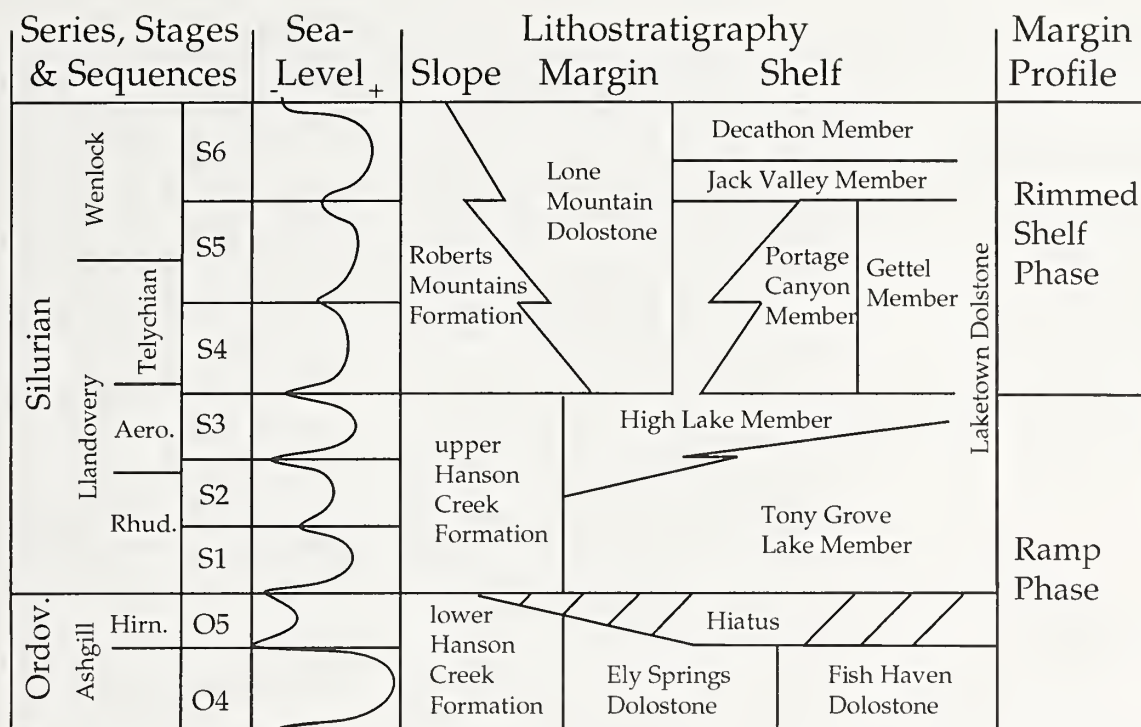 Series, Stages
& Sequences
Sea-
Level
- +
Lithostratigraphy
Slope Margin Shelf
Margin
Profile
Silurian
Ordov.
Wenlock
Llandovery
Ashgill
Telychian
Aero.
Rhud.
Hirn.
S6
S5
S4
S3
S2
S1
O5
O4
Roberts
Mountains
Formation
Lone
Mountain
Dolostone
Decathon Member
Jack Valley Member
Portage
Canyon
Member
Gettel
Member
Laketown Dolstone
upper
Hanson
Creek
Formation
High Lake Member
Tony Grove
Lake Member
lower
Hanson
Creek
Formation
Hiatus
Ely Springs
Dolostone
Fish Haven
Dolostone
Rimmed
Shelf
Phase
Ramp
Phase